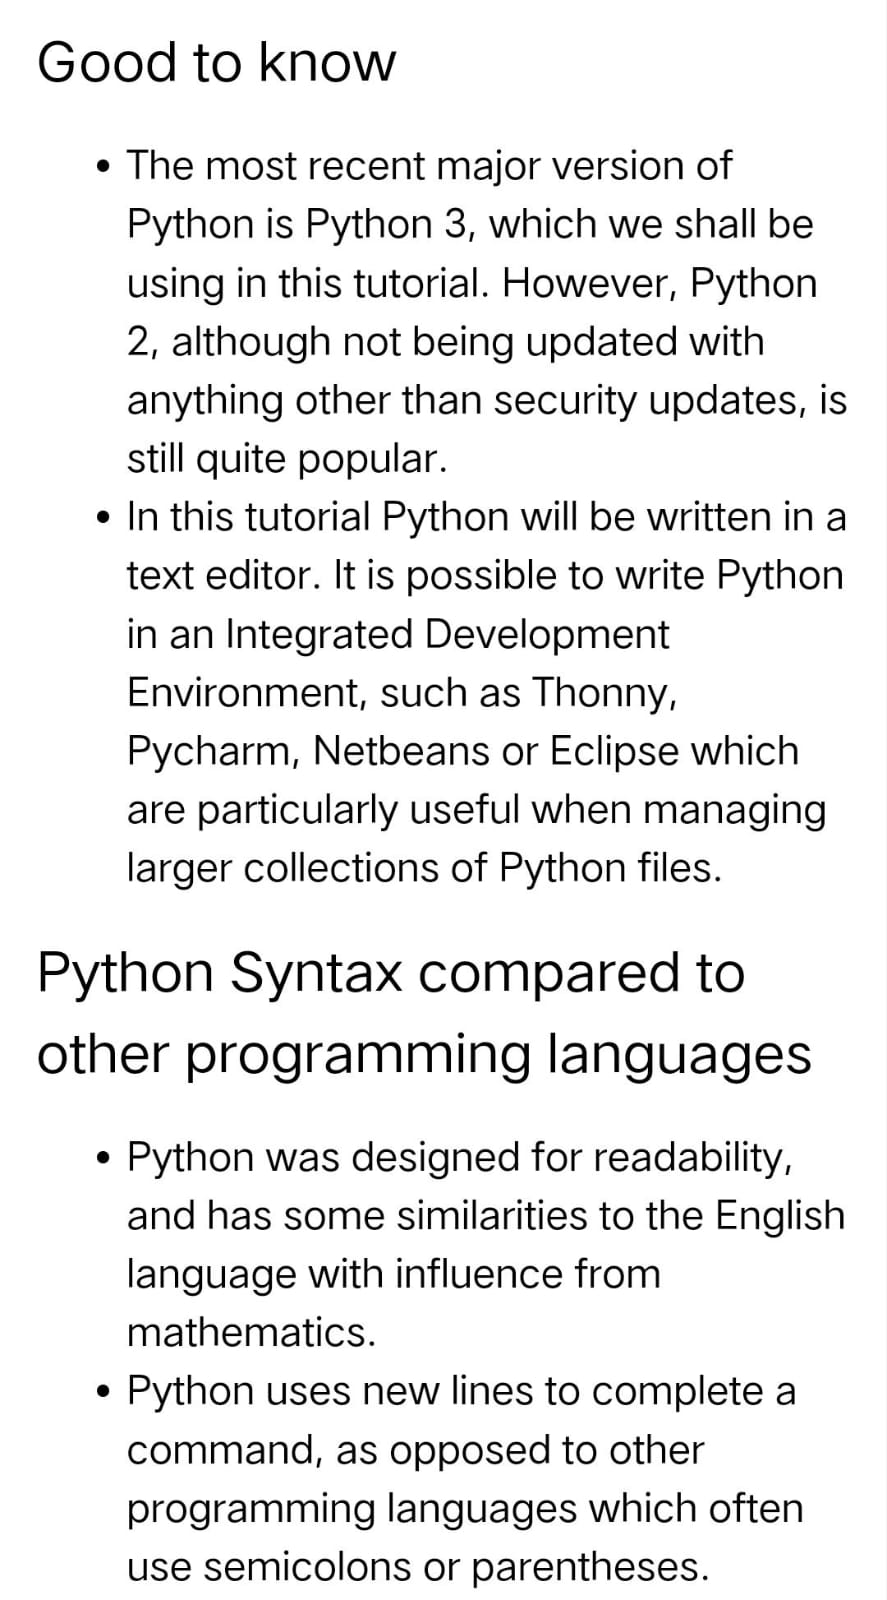 Good to know
• The most recent major version of
Python is Python 3, which we shall be
using in this tutorial. However, Python
2, although not being updated with
anything other than security updates, is
still quite popular.
• In this tutorial Python will be written in a
text editor. It is possible to write Python
in an Integrated Development
Environment, such as Thonny,
Pycharm, Netbeans or Eclipse which
are particularly useful when managing
larger collections of Python files.
Python Syntax compared to
other programming languages
• Python was designed for readability,
and has some similarities to the English
language with influence from
mathematics.
• Python uses new lines to complete a
command, as opposed to other
programming languages which often
use semicolons or parentheses.